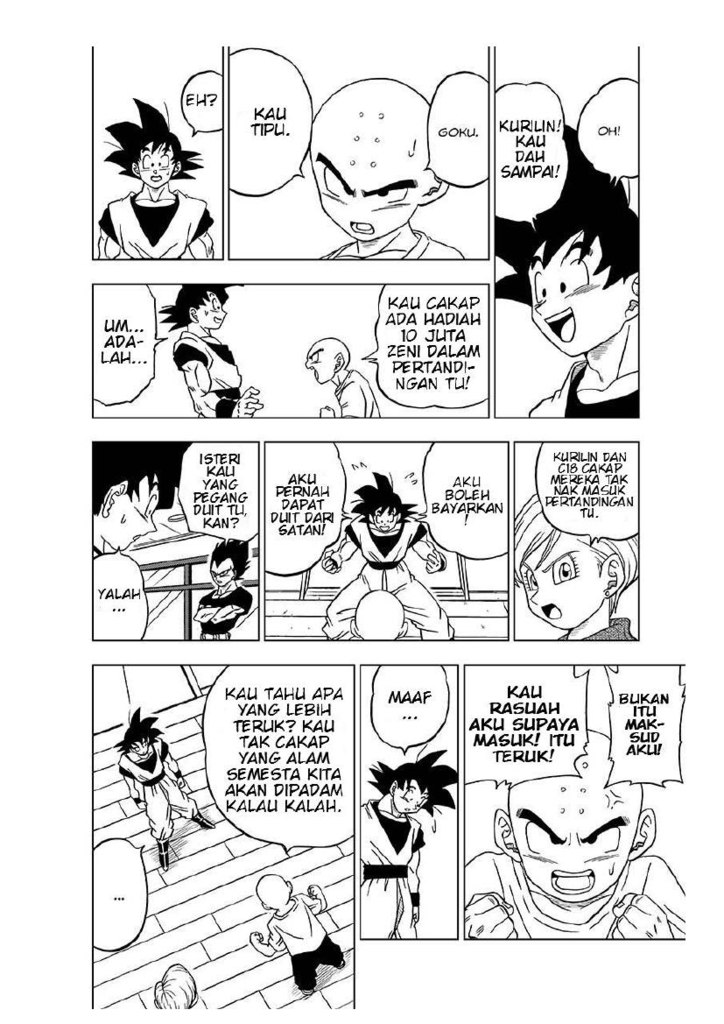 OH!
KURILIN!
KAU
DAH
SAMPAI!
GOKU.
KAU
TIPU.
EH?
KAU CAKAP
ADA HADIAH
10 JUTA
ZENI DALAM
PERTANDI-
NGAN TU!
UM...
ADA-
LAH...
KURILIN DAN
C18 CAKAP
MEREKA TAK
NAK MASUK
PERTANDINGAN
TU.
AKU
BOLEH
BAYARKAN
!
AKU
PERNAH
DAPAT
DUIT DARI
SATAN!
ISTERI
KAU
YANG
PEGANG
DUIT TU,
KAN?
YALAH
...
BUKAN
ITU
MAK-
SUD
AKU!
KAU
RASUAH
AKU SUPAYA
MASUK! ITU
TERUK!
MAAF
...
KAU TAHU APA
YANG LEBIH
TERUK? KAU
TAK CAKAP
YANG ALAM
SEMESTA KITA
AKAN DIPADAM
KALAU KALAH.
...